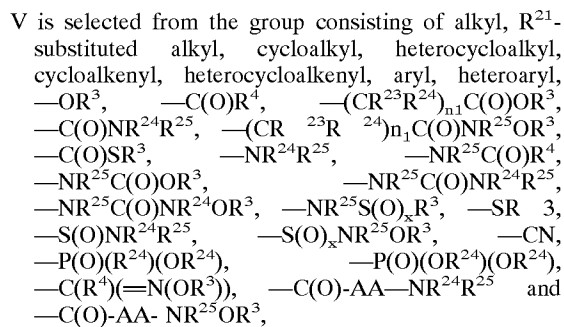 V is selected from the group consisting of alkyl, R²¹-
substituted alkyl, cycloalkyl, heterocycloalkyl,
cycloalkenyl, heterocycloalkenyl, aryl, heteroaryl,
—OR³, —C(O)R⁴, —(CR²³R²⁴)ₙ₁C(O)OR³,
—C(O)NR²⁴R²⁵, —(CR ²³R ²⁴)n₁C(O)NR²⁵OR³,
—C(O)SR³, —NR²⁴R²⁵, —NR²⁵C(O)R⁴,
—NR²⁵C(O)OR³, —NR²⁵C(O)NR²⁴R²⁵,
—NR²⁵C(O)NR²⁴OR³, —NR²⁵S(O)ₓR³, —SR 3,
—S(O)NR²⁴R²⁵, —S(O)ₓNR²⁵OR³, —CN,
—P(O)(R²⁴)(OR²⁴), —P(O)(OR²⁴)(OR²⁴),
—C(R⁴)(═N(OR³)), —C(O)-AA—NR²⁴R²⁵ and
—C(O)-AA- NR²⁵OR³,